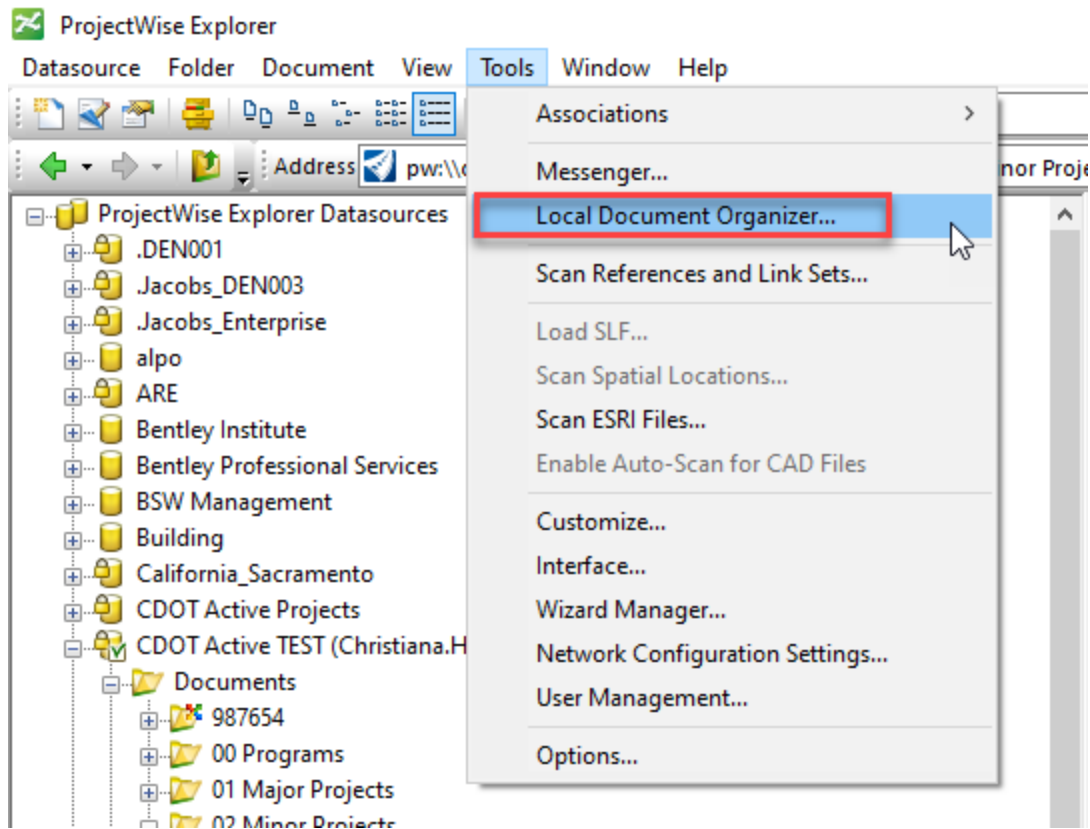 ProjectWise Explorer
Datasource Folder Document View Tools Window Help
Address pw:\\
nor Proje
ProjectWise Explorer Datasources
.DEN001
.Jacobs_DEN003
.Jacobs_Enterprise
alpo
ARE
Bentley Institute
Bentley Professional Services
BSW Management
Building
California_Sacramento
CDOT Active Projects
CDOT Active TEST (Christiana.H
Documents
987654
00 Programs
01 Major Projects
02 Minor Projects
Associations
Messenger...
Local Document Organizer...
Scan References and Link Sets...
Load SLF...
Scan Spatial Locations...
Scan ESRI Files...
Enable Auto-Scan for CAD Files
Customize...
Interface...
Wizard Manager...
Network Configuration Settings...
User Management...
Options...